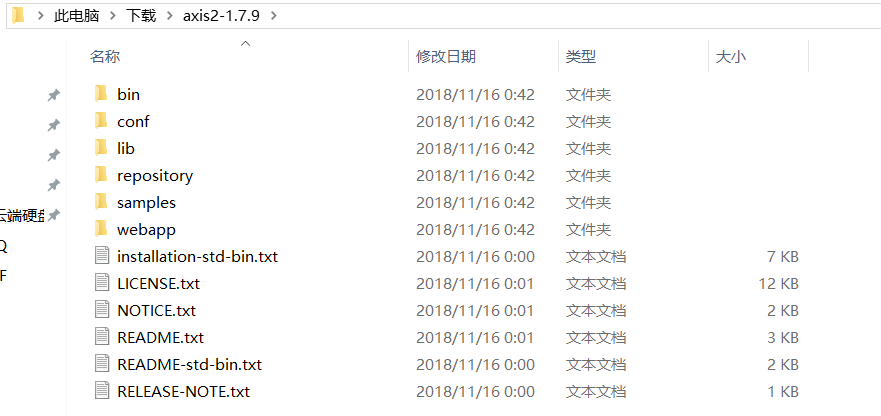 此电脑 > 下载 > axis2-1.7.9 >
名称 修改日期 类型 大小
bin 2018/11/16 0:42 文件夹
conf 2018/11/16 0:42 文件夹
lib 2018/11/16 0:42 文件夹
repository 2018/11/16 0:42 文件夹
samples 2018/11/16 0:42 文件夹
云端硬盘
webapp 2018/11/16 0:42 文件夹
Q
installation-std-bin.txt 2018/11/16 0:00 文本文档 7 KB
F
LICENSE.txt 2018/11/16 0:01 文本文档 12 KB
NOTICE.txt 2018/11/16 0:01 文本文档 2 KB
README.txt 2018/11/16 0:01 文本文档 3 KB
README-std-bin.txt 2018/11/16 0:00 文本文档 2 KB
RELEASE-NOTE.txt 2018/11/16 0:00 文本文档 1 KB